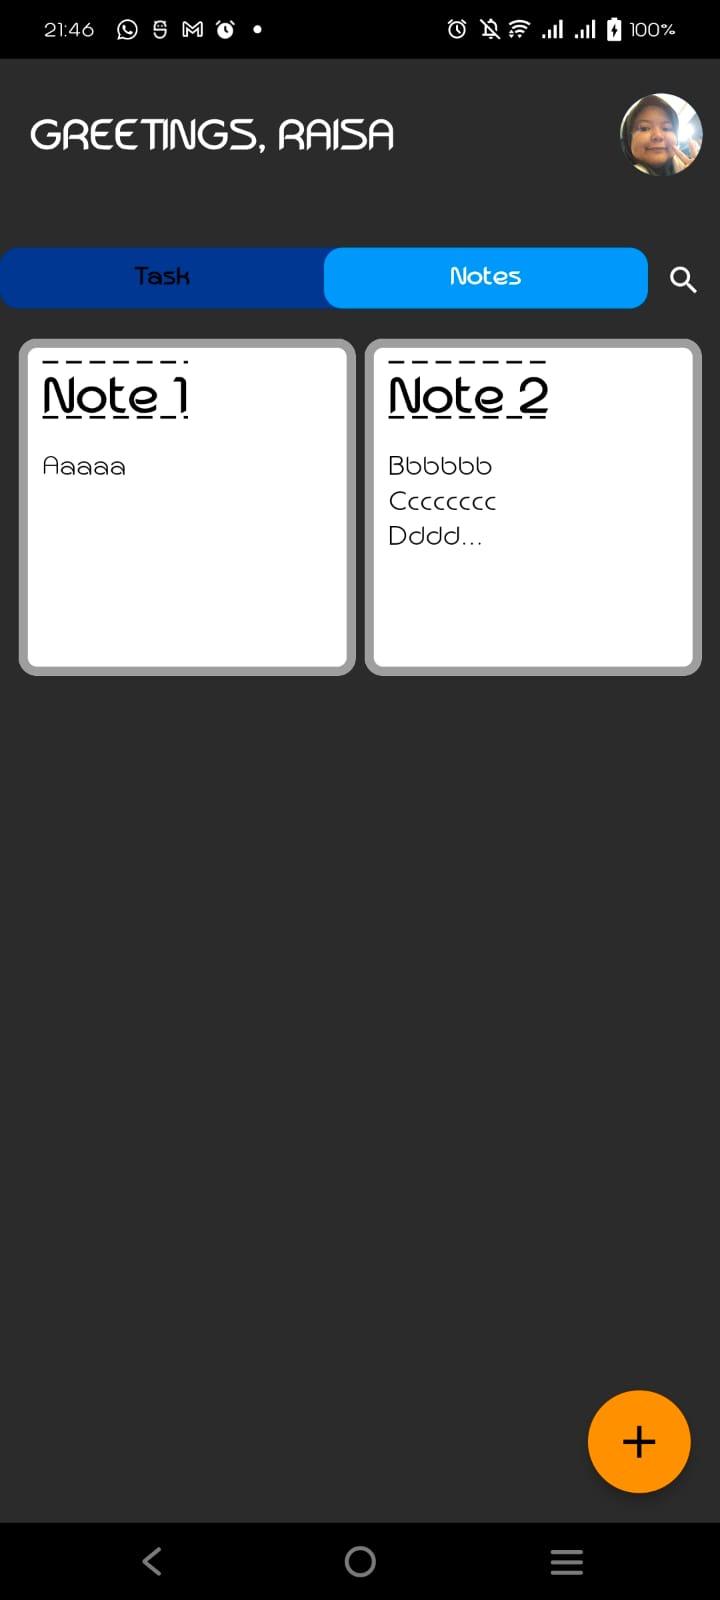 21:46 100%
GREETINGS, RAISA
Task Notes
Note 1
Aaaaa
Note 2
Bbbbbb
Cccccccc
Dddd...